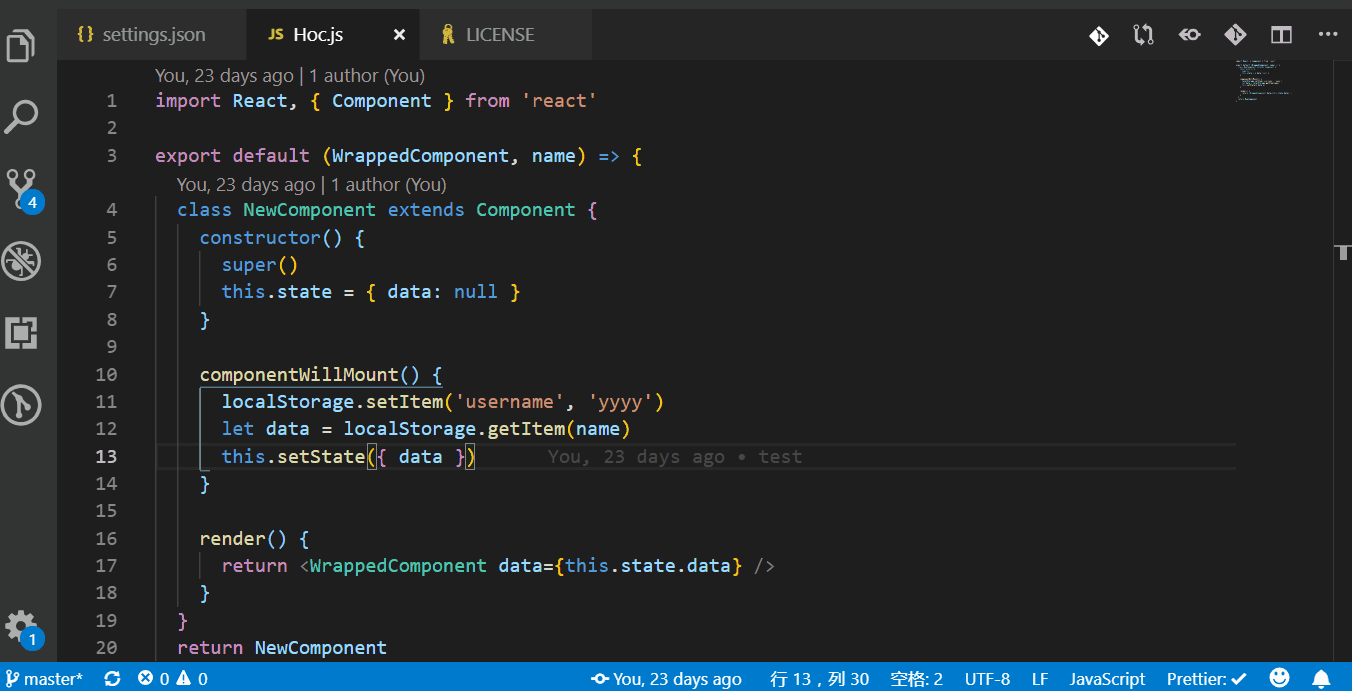 settings.json
JS Hoc.js ×
LICENSE
You, 23 days ago | 1 author (You)
1 import React, { Component } from 'react'
2
3 export default (WrappedComponent, name) => {
You, 23 days ago | 1 author (You)
4 class NewComponent extends Component {
5 constructor() {
6 super()
7 this.state = { data: null }
8 }
9
10 componentWillMount() {
11 localStorage.setItem('username', 'yyyy')
12 let data = localStorage.getItem(name)
13 this.setState({ data }) You, 23 days ago • test
14 }
15
16 render() {
17 return <WrappedComponent data={this.state.data} />
18 }
19 }
20 return NewComponent
4
1
master* 0 0 You, 23 days ago 行 13，列 30 空格: 2 UTF-8 LF JavaScript Prettier: ✓